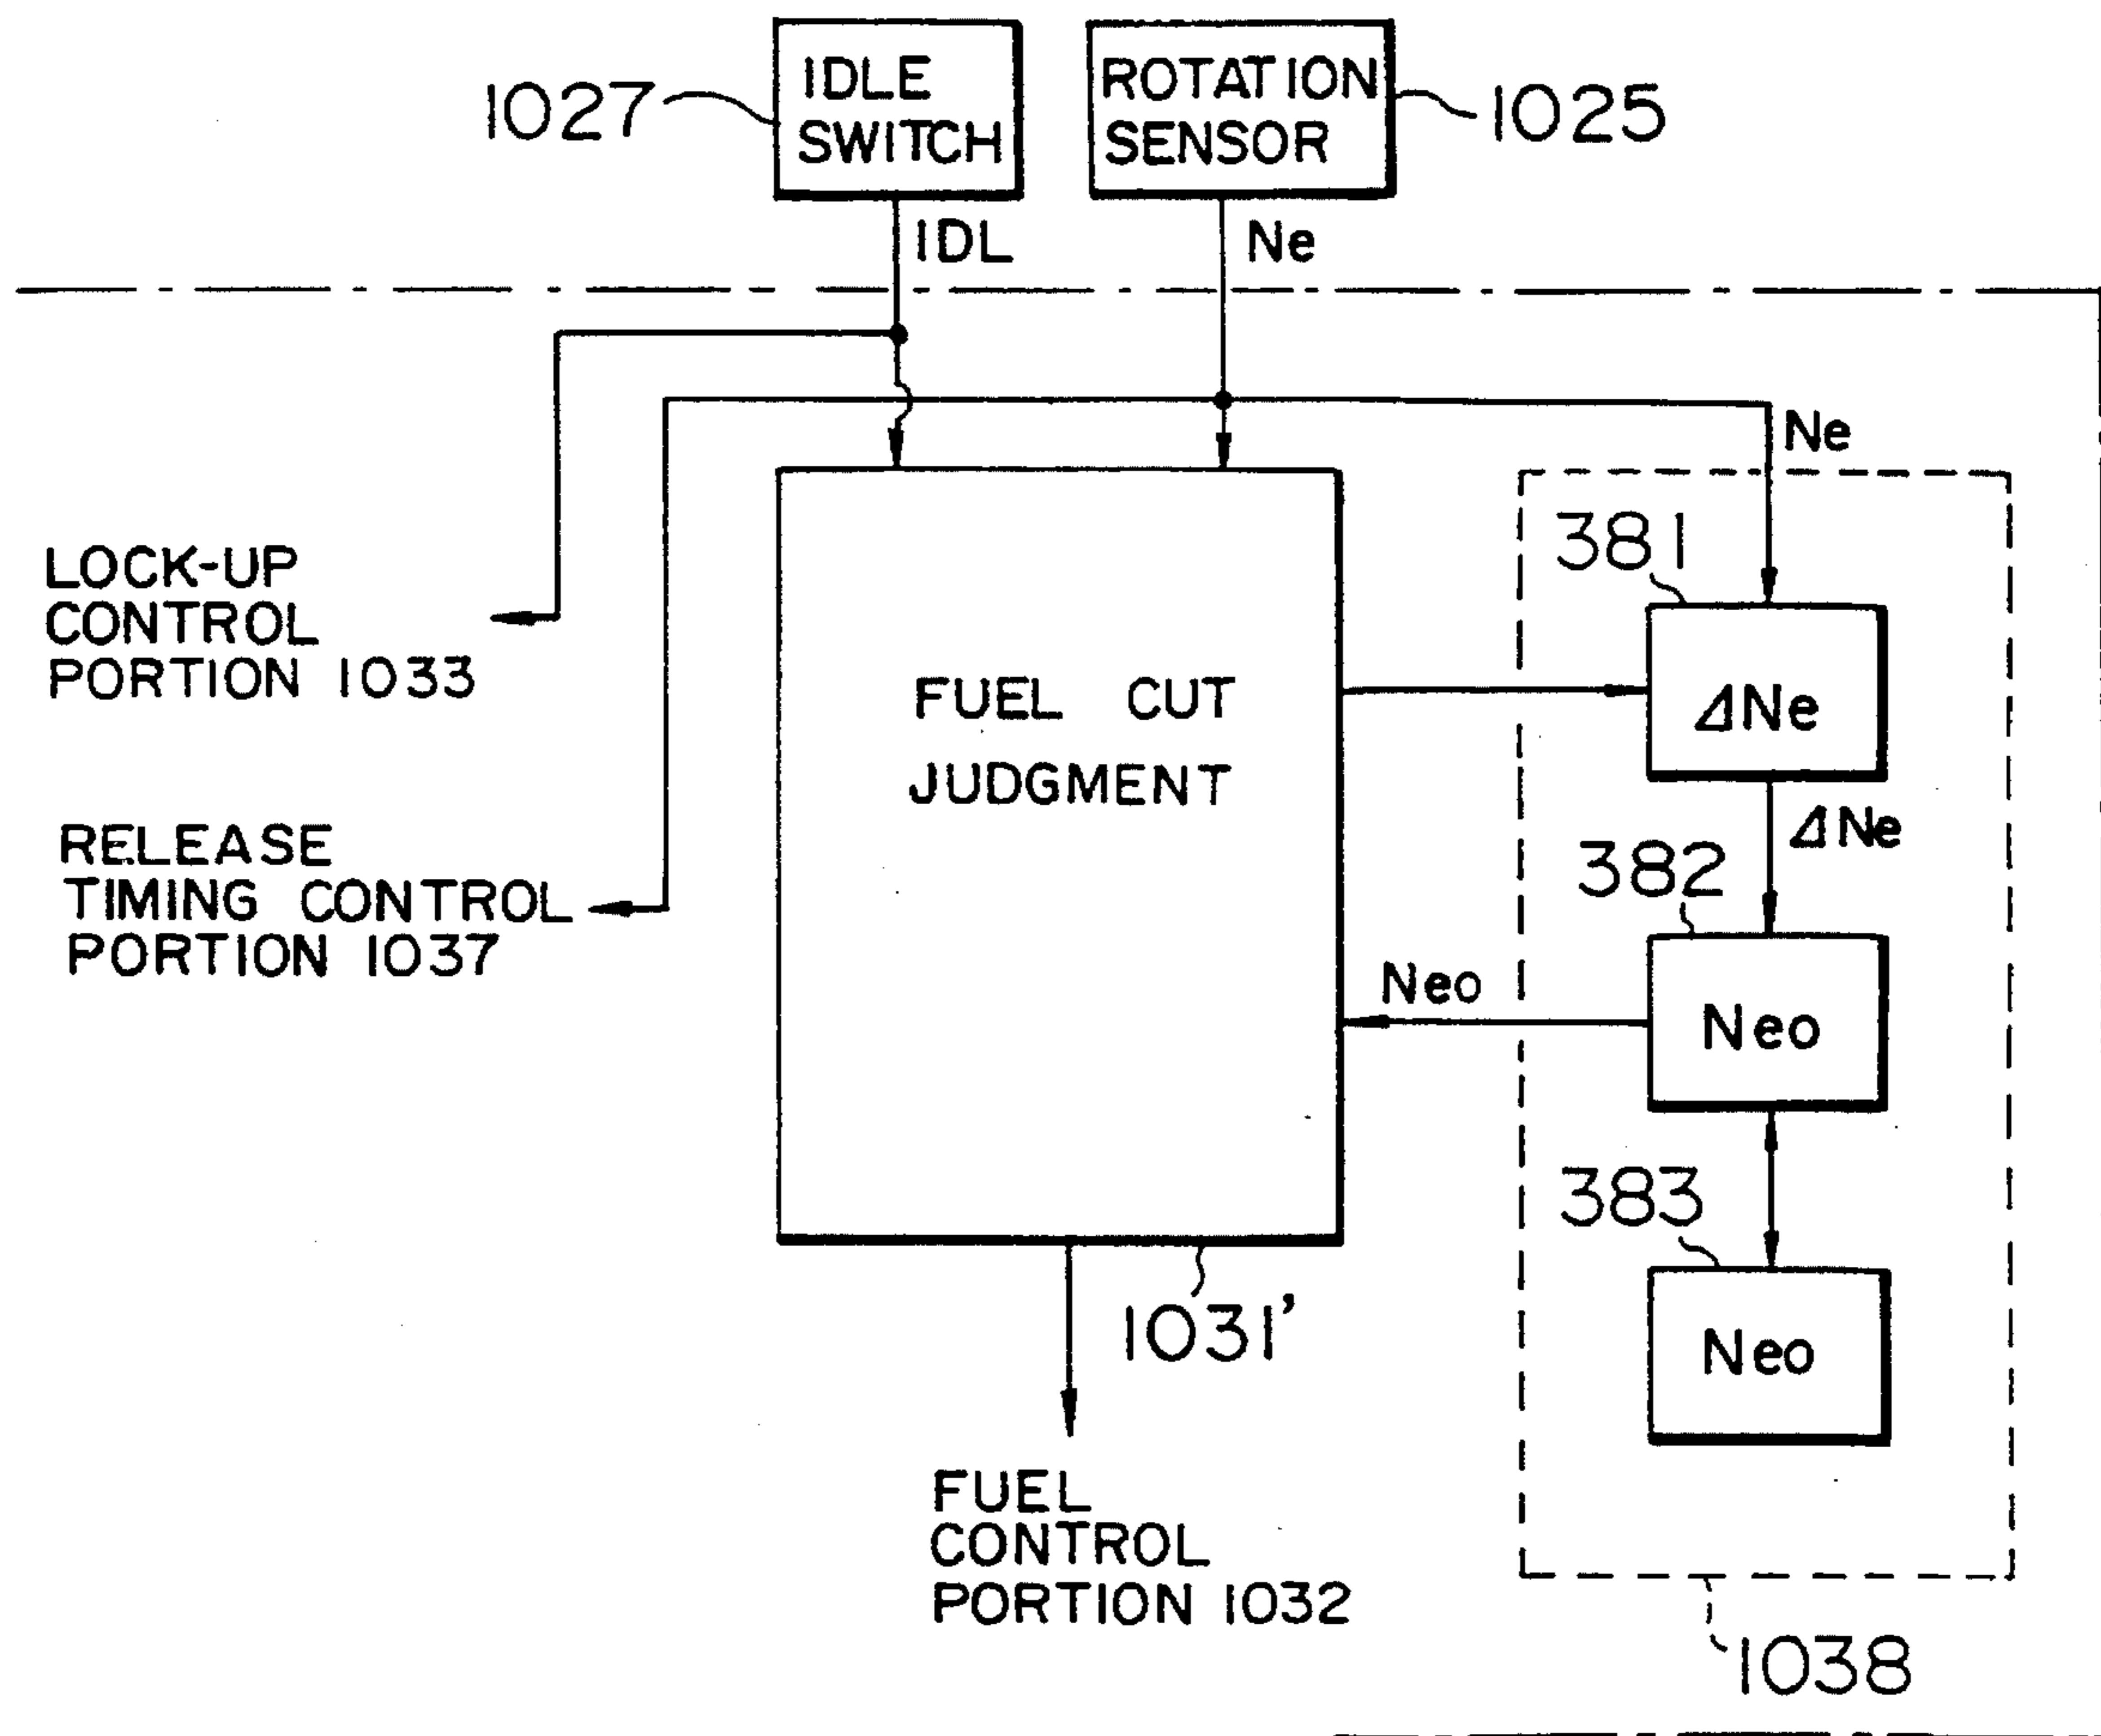 1027
IDLE
SWITCH
ROTATION
SENSOR
1025
IDL
Ne
Ne
LOCK-UP
CONTROL
PORTION 1033
RELEASE
TIMING CONTROL
PORTION 1037
FUEL CUT
JUDGMENT
381
ΔNe
ΔNe
382
Neo
Neo
383
Neo
1031'
FUEL
CONTROL
PORTION 1032
1038